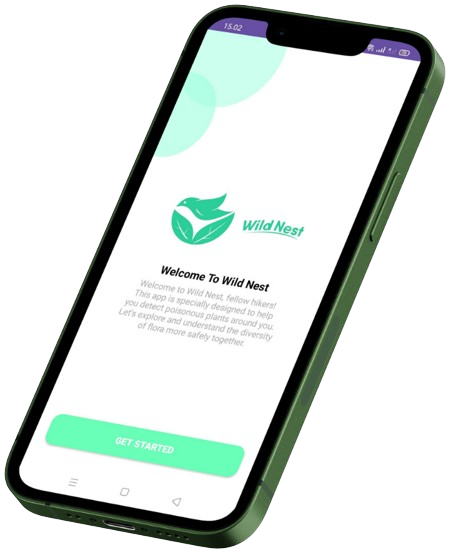 15.02
Wild Nest
Welcome To Wild Nest
Welcome to Wild Nest, fellow hikers!
This app is specially designed to help
you detect poisonous plants around you.
Let's explore and understand the diversity
of flora more safely together.
GET STARTED